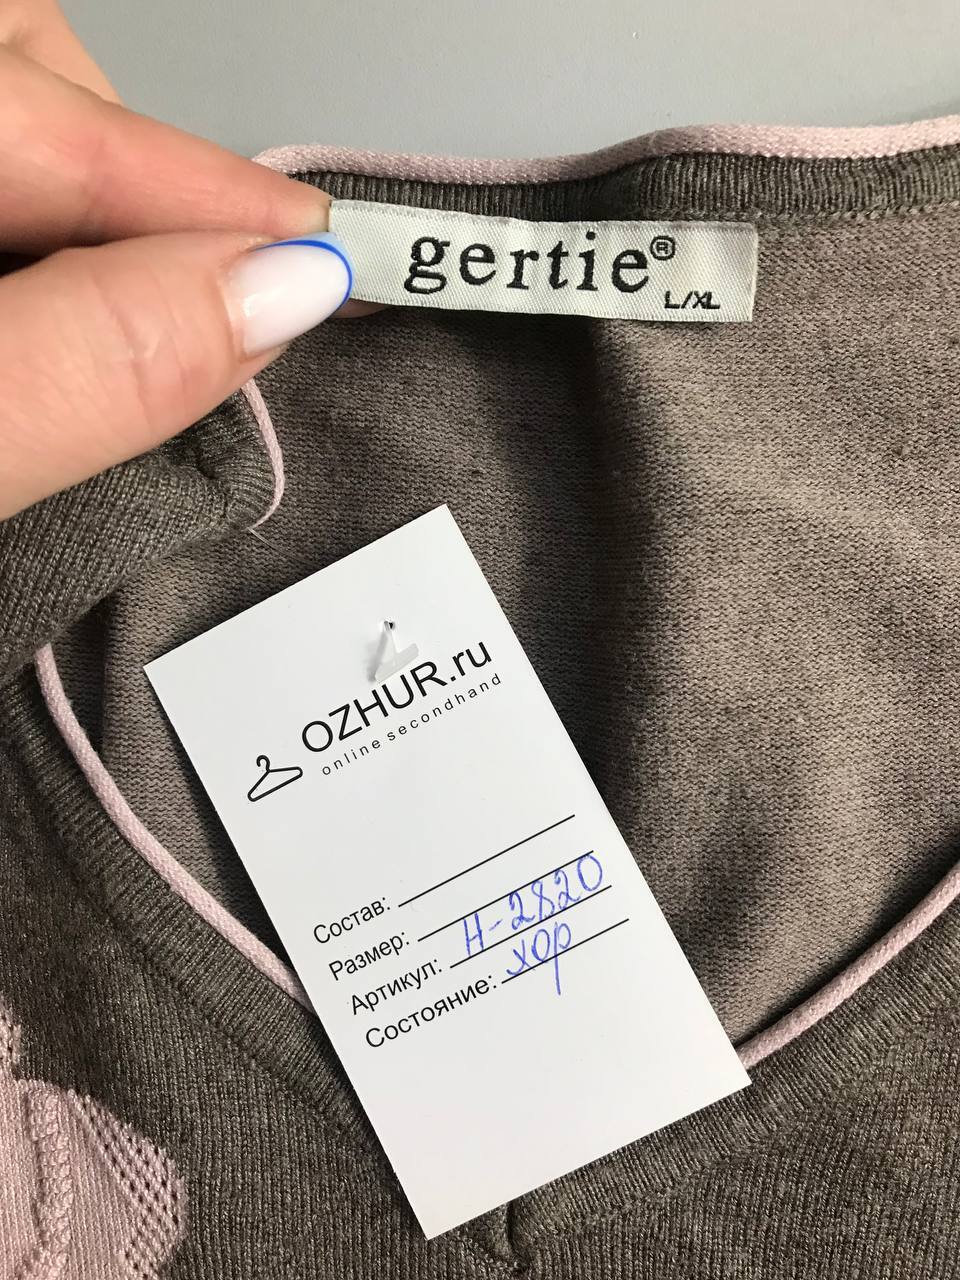 gertie®
L/XL
OZHUR.ru
online secondhand
Состав:
Размер:
Артикул: Н-2820
Состояние: хор